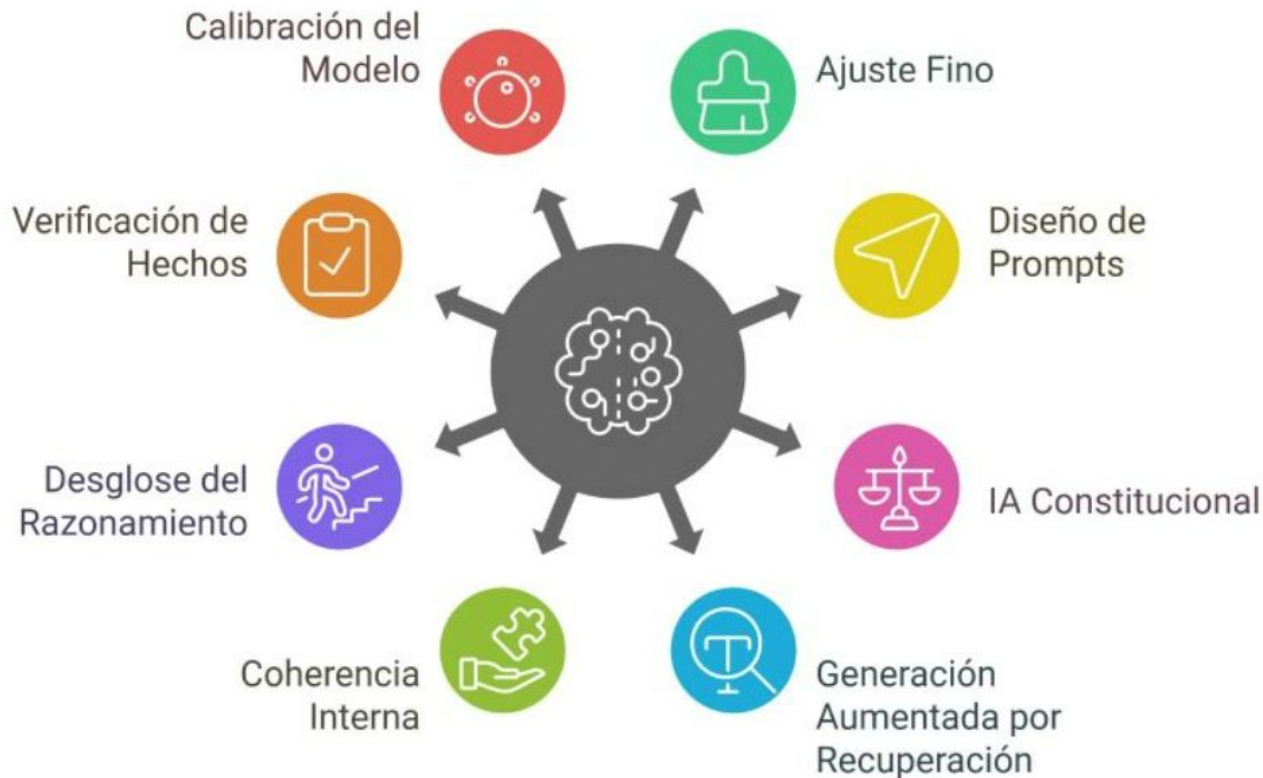 Calibración del
Modelo
Ajuste Fino
Verificación de
Hechos
Diseño de
Prompts
Desglose del
Razonamiento
IA Constitucional
Coherencia
Interna
Generación
Aumentada por
Recuperación